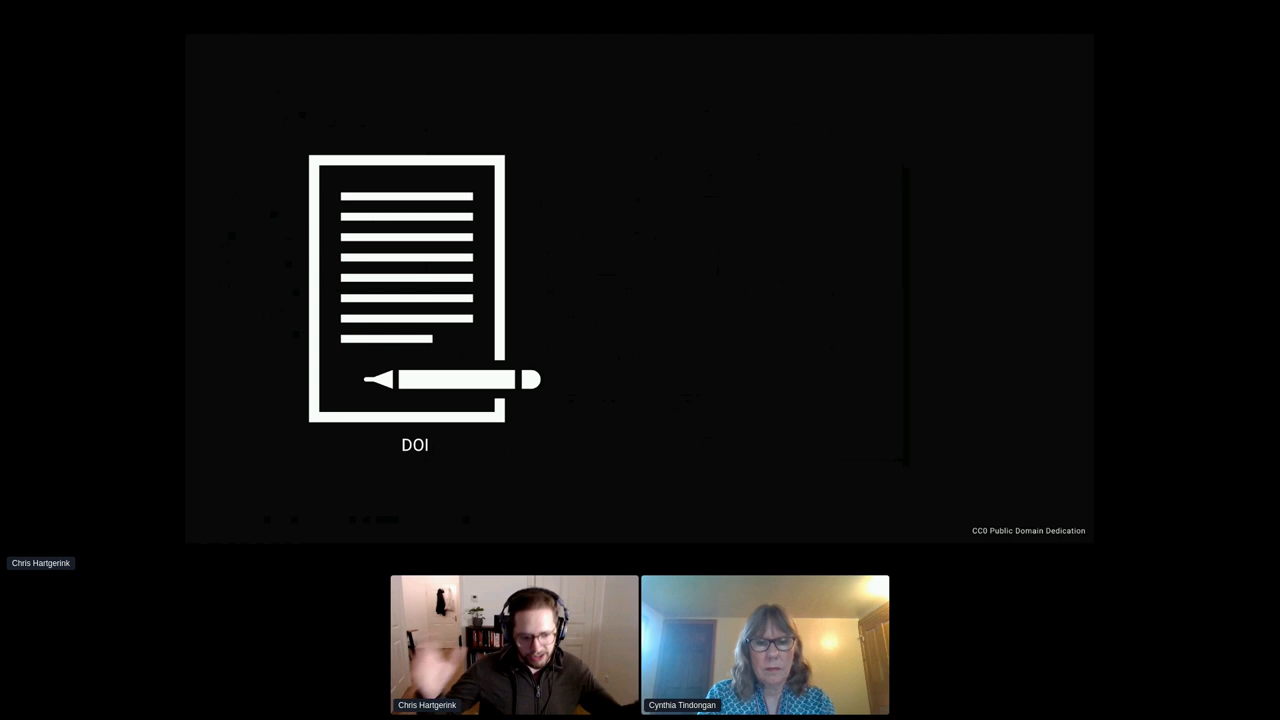 DOI
CC0 Public Domain Dedication
Chris Hartgerink
Chris Hartgerink
Cynthia Tindongan